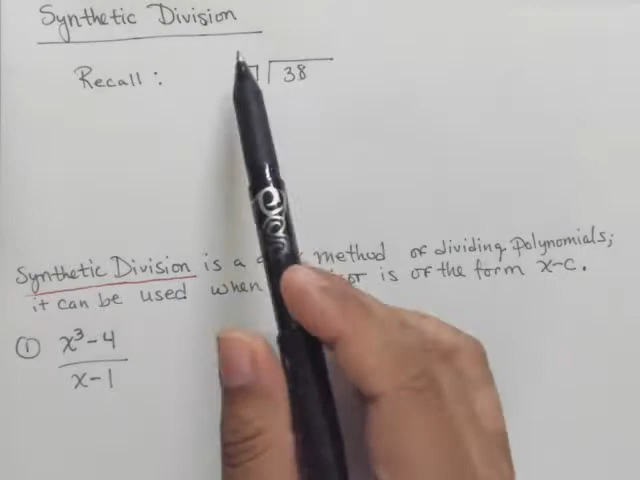 Synthetic Division
Recall : 38
Synthetic Division is a method of dividing polynomials;
it can be used when is of the form x-c.
① x³ - 4
x - 1